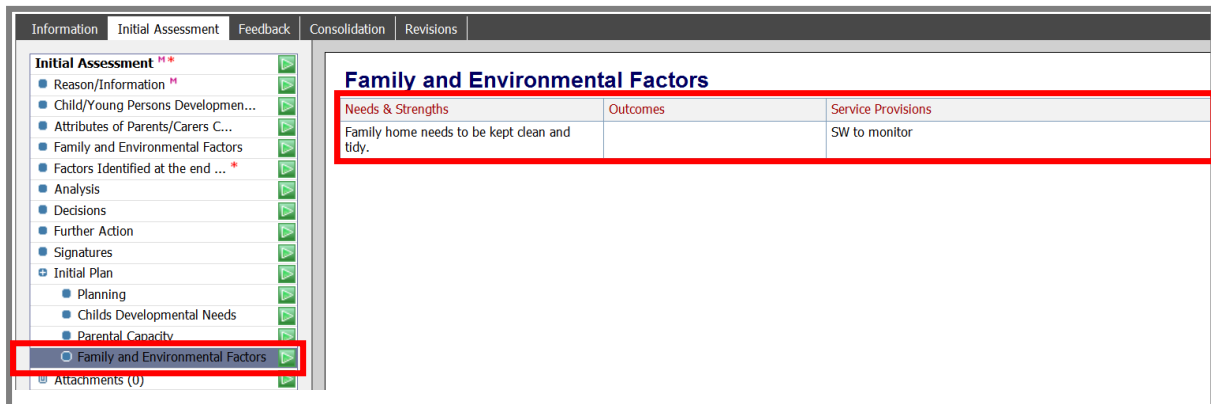 Information Initial Assessment Feedback Consolidation Revisions
Initial Assessment M *
Reason/Information M
Child/Young Persons Developmen...
Attributes of Parents/Carers C...
Family and Environmental Factors
Factors Identified at the end ... *
Analysis
Decisions
Further Action
Signatures
Initial Plan
Planning
Childs Developmental Needs
Parental Capacity
Family and Environmental Factors
Attachments (0)
Family and Environmental Factors
Needs & Strengths Outcomes Service Provisions
Family home needs to be kept clean and SW to monitor
tidy.